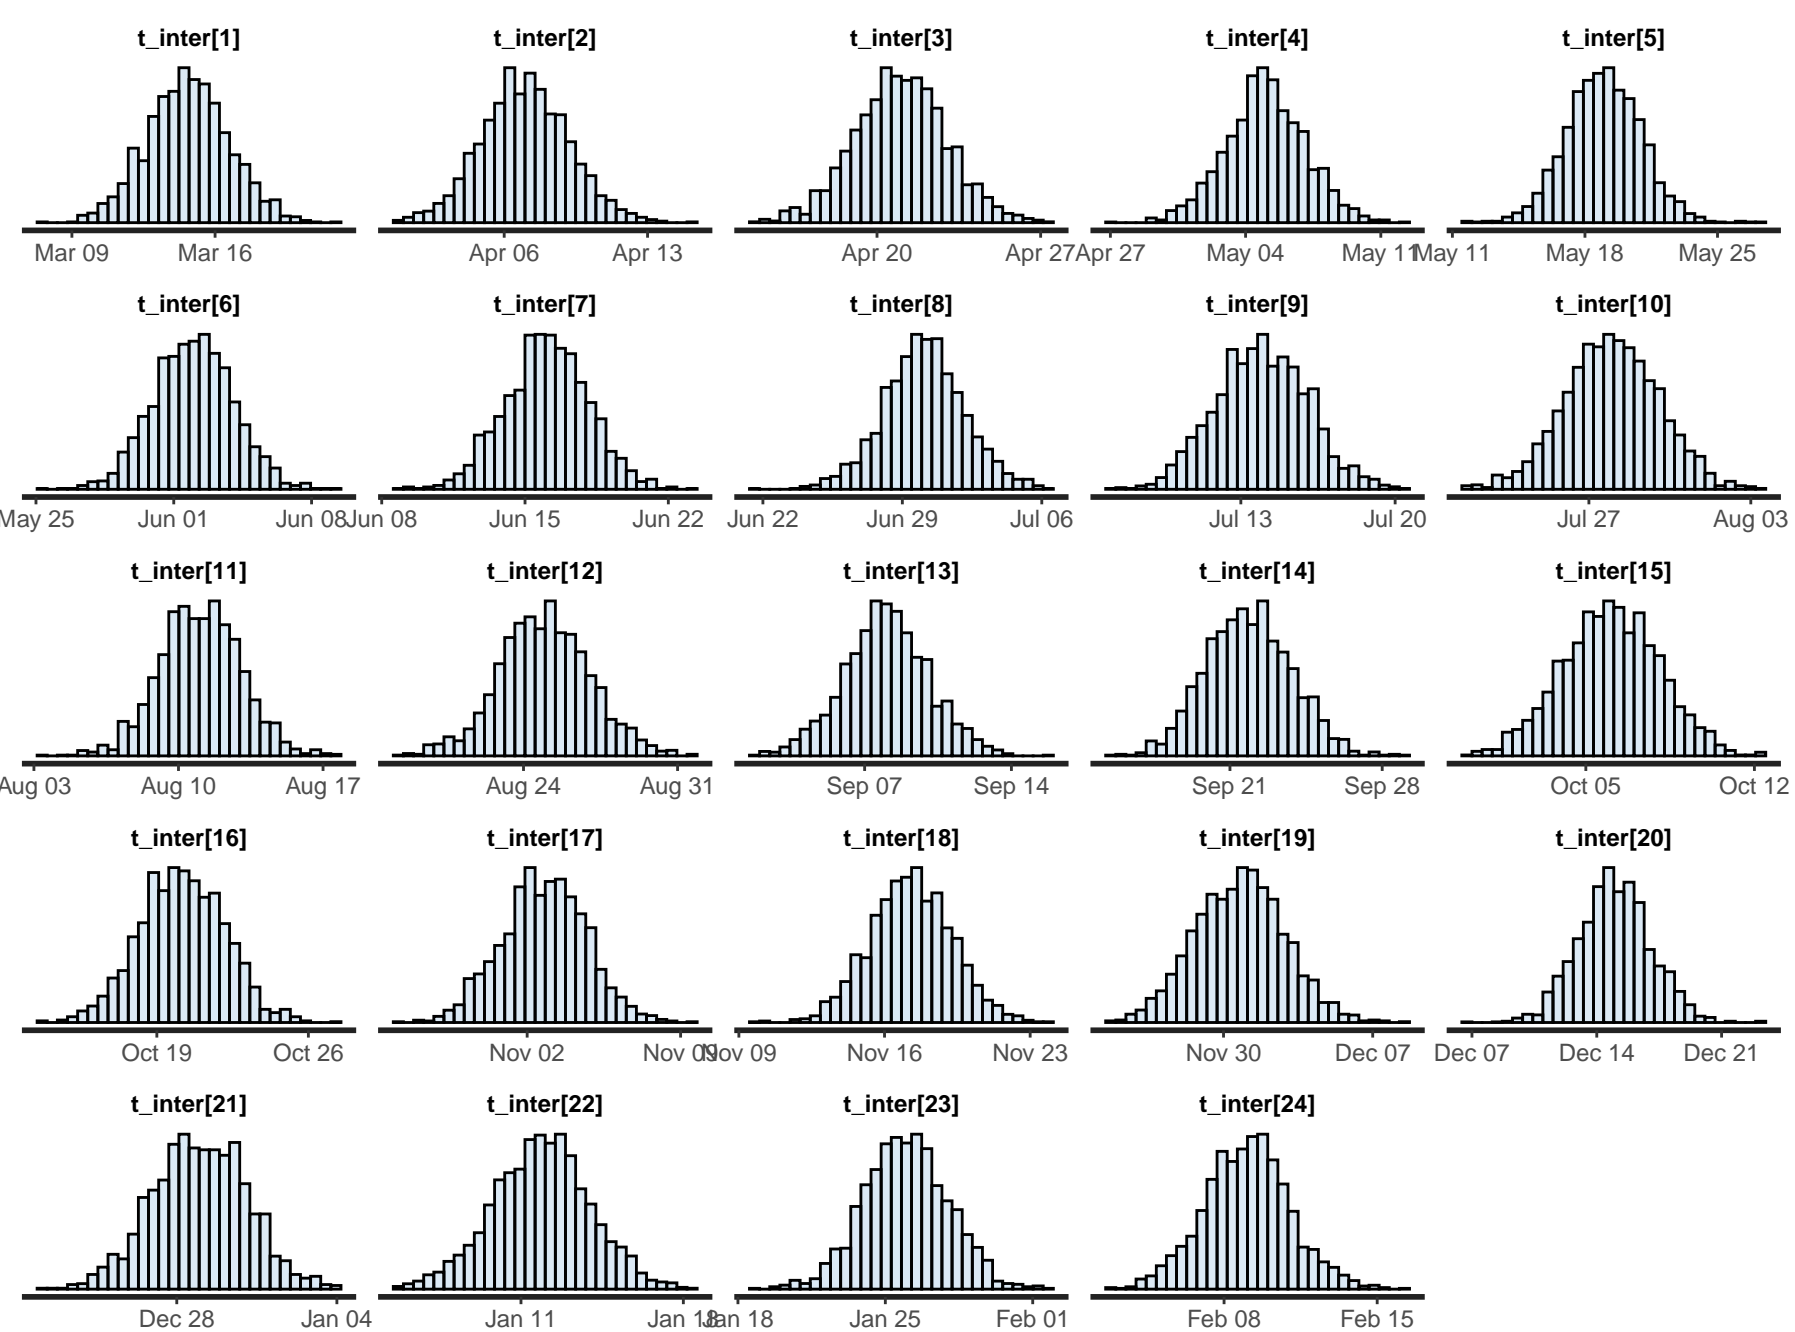 t_inter[1] t_inter[2] t_inter[3] t_inter[4] t_inter[5]
Mar 09 Mar 16 Apr 06 Apr 13 Apr 20 Apr 27 Apr 27 May 04 May 11 May 11 May 18 May 25
t_inter[6] t_inter[7] t_inter[8] t_inter[9] t_inter[10]
May 25 Jun 01 Jun 08 Jun 08 Jun 15 Jun 22 Jun 22 Jun 29 Jul 06 Jul 13 Jul 20 Jul 27 Aug 03
t_inter[11] t_inter[12] t_inter[13] t_inter[14] t_inter[15]
Aug 03 Aug 10 Aug 17 Aug 24 Aug 31 Sep 07 Sep 14 Sep 21 Sep 28 Oct 05 Oct 12
t_inter[16] t_inter[17] t_inter[18] t_inter[19] t_inter[20]
Oct 19 Oct 26 Nov 02 Nov 09 Nov 09 Nov 16 Nov 23 Nov 30 Dec 07 Dec 07 Dec 14 Dec 21
t_inter[21] t_inter[22] t_inter[23] t_inter[24]
Dec 28 Jan 04 Jan 11 Jan 18 Jan 18 Jan 25 Feb 01 Feb 08 Feb 15